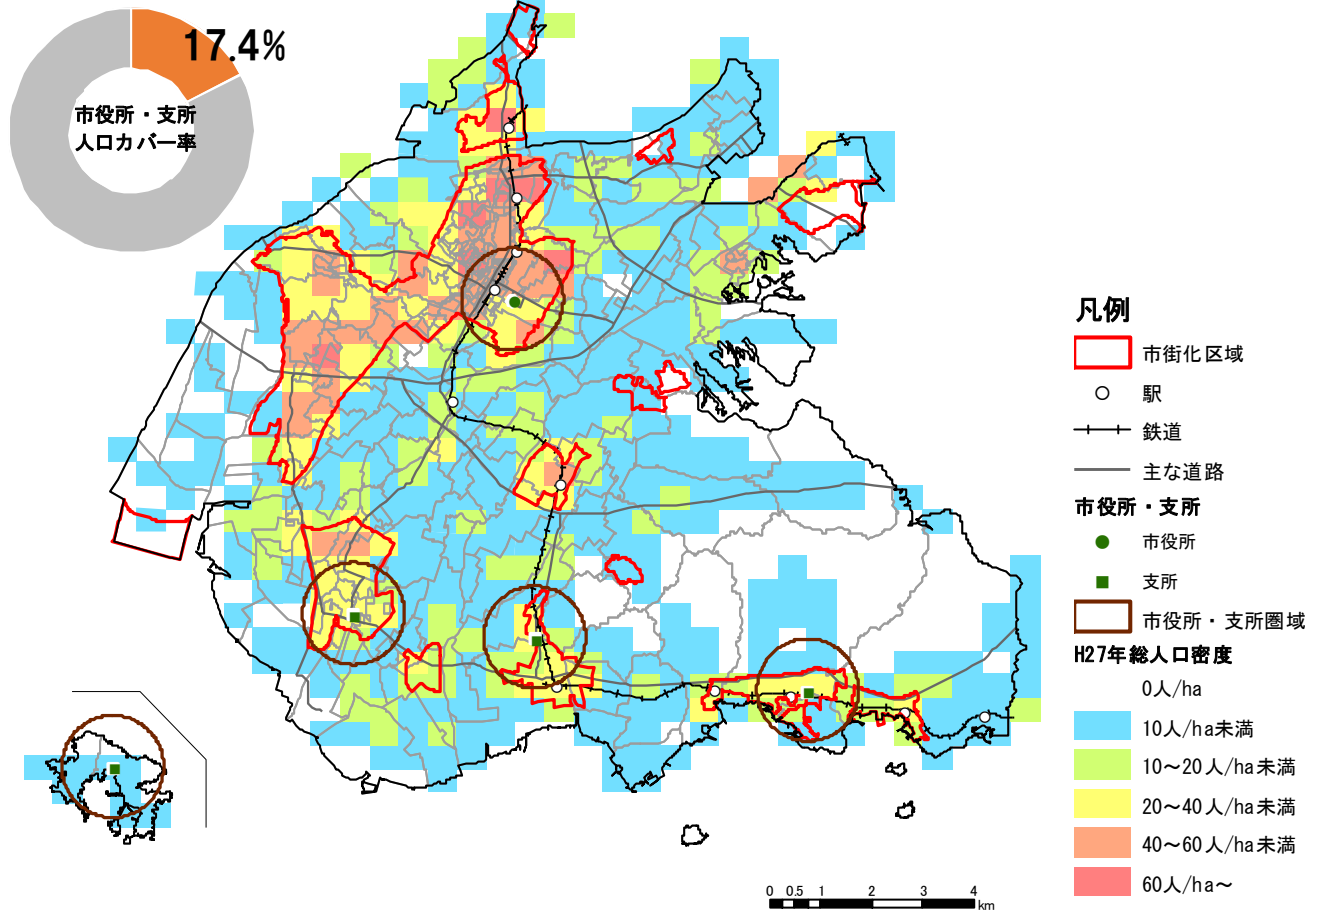 17.4%
市役所・支所
人口カバー率
凡例
市街化区域
駅
鉄道
主な道路
市役所・支所
市役所
支所
市役所・支所圏域
H27年総人口密度
0人/ha
10人/ha未満
10～20人/ha未満
20～40人/ha未満
40～60人/ha未満
60人/ha～
0 0.5 1 2 3 4
km